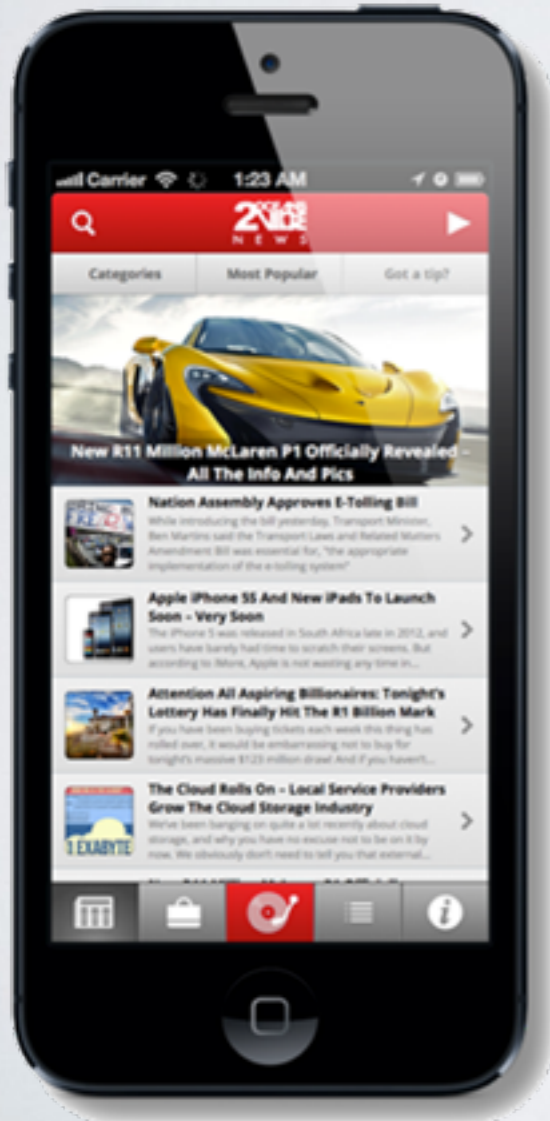 Carrier 1:23 AM
2OCEANSVIBE
NEWS
Categories Most Popular Got a tip?
New R11 Million McLaren P1 Officially Revealed –
All The Info And Pics
Nation Assembly Approves E-Tolling Bill
While introducing the bill yesterday, Transport Minister,
Ben Martins said the Transport Laws and Related Matters
Amendment Bill was essential for, "the appropriate
implementation of the e-tolling system"
Apple iPhone 5S And New iPads To Launch
Soon – Very Soon
The iPhone 5 was released in South Africa late in 2012, and
users have barely had time to scratch their screens. But
according to iMore, Apple is not wasting any time in...
Attention All Aspiring Billionaires: Tonight's
Lottery Has Finally Hit The R1 Billion Mark
If you have been buying tickets each week this thing has
rolled over, it would be embarrassing not to buy for
tonight's massive $123 million draw! And if you haven't...
The Cloud Rolls On – Local Service Providers
Grow The Cloud Storage Industry
We've been banging on quite a lot recently about cloud
storage, and why you have no excuse not to be on it by
now. We obviously don't need to tell you that external...
1 EXABYTE